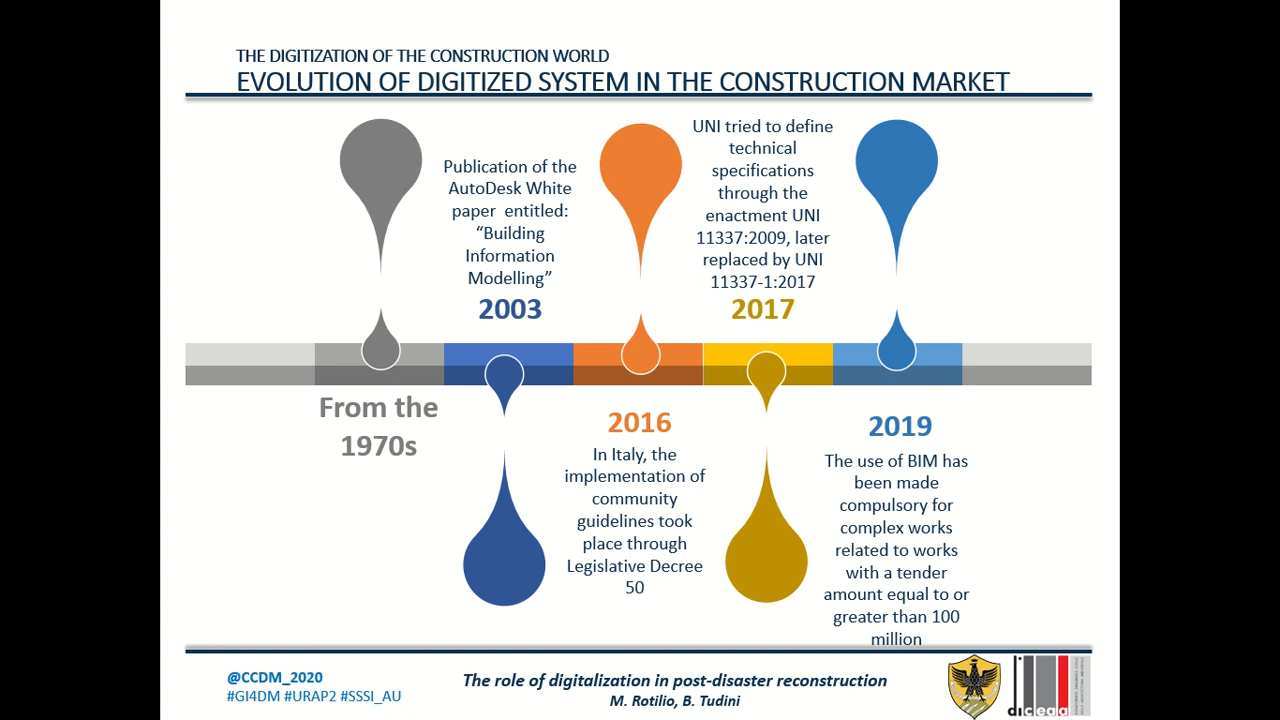 THE DIGITIZATION OF THE CONSTRUCTION WORLD
EVOLUTION OF DIGITIZED SYSTEM IN THE CONSTRUCTION MARKET
From the
1970s
Publication of the
AutoDesk White
paper entitled:
“Building
Information
Modelling”
2003
2016
In Italy, the
implementation of
community
guidelines took
place through
Legislative Decree
50
UNI tried to define
technical
specifications
through the
enactment UNI
11337:2009, later
replaced by UNI
11337-1:2017
2017
2019
The use of BIM has
been made
compulsory for
complex works
related to works
with a tender
amount equal to or
greater than 100
million
@CCDM_2020
#GI4DM #URAP2 #SSSI_AU
The role of digitalization in post-disaster reconstruction
M. Rotilio, B. Tudini
diceaa